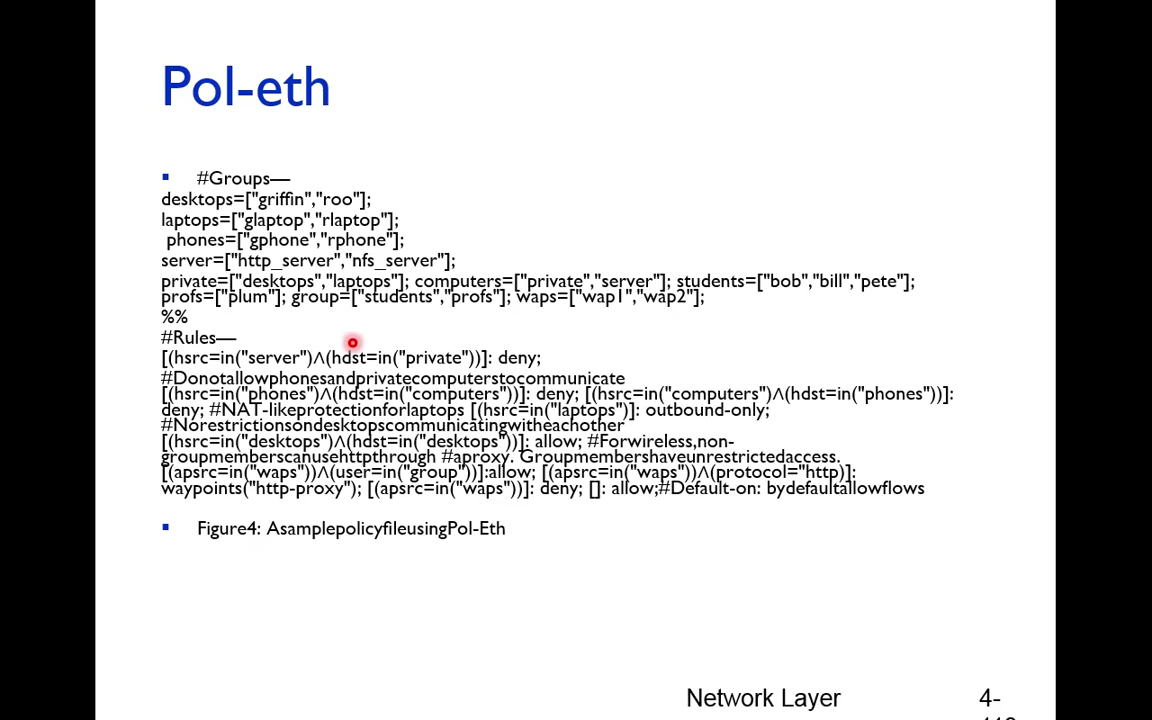 Pol-eth
#Groups—
desktops=["griffin","roo"];
laptops=["glaptop","rlaptop"];
phones=["gphone","rphone"];
server=["http_server","nfs_server"];
private=["desktops","laptops"]; computers=["private","server"]; students=["bob","bill","pete"];
profs=["plum"]; group=["students","profs"]; waps=["wap1","wap2"];
%%
#Rules—
[(hsrc=in("server")∧(hdst=in("private"))]: deny;
#Donotallowphonesandprivatecomputerstocommunicate
[(hsrc=in("phones")∧(hdst=in("computers"))]: deny; [(hsrc=in("computers")∧(hdst=in("phones")]:
deny; #NAT-likeprotectionforlaptops [(hsrc=in("laptops")]: outbound-only;
#Norestrictionsondesktopscommunicatingwitheachother
[(hsrc=in("desktops")∧(hdst=in("desktops"))]: allow; #Forwireless,non-
groupmemberscanusehttpthrough #aproxy. Groupmembershaveunrestrictedaccess.
[(apsrc=in("waps"))∧(user=in("group"))]:allow; [(apsrc=in("waps"))∧(protocol="http)]:
waypoints("http-proxy"); [(apsrc=in("waps"))]: deny; []: allow;#Default-on: bydefaultallowflows
Figure4: AsamplepolicyfileusingPol-Eth
Network Layer 4-